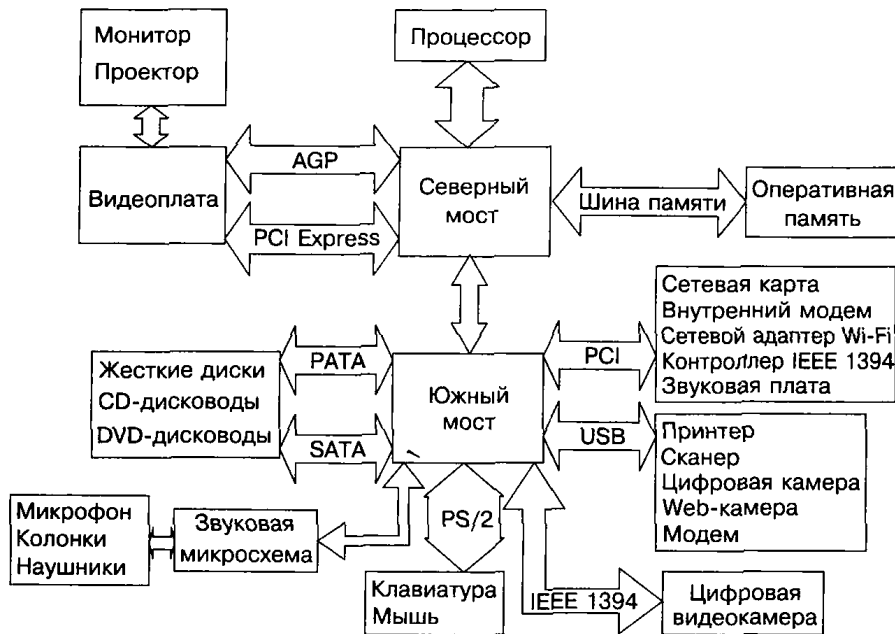 Монитор
Проектор
Процессор
Видеоплата
AGP
PCI Express
Северный
мост
Шина памяти
Оперативная
память
Жесткие диски
CD-дисководы
DVD-дисководы
PATA
SATA
Южный
мост
PCI
USB
Сетевая карта
Внутренний модем
Сетевой адаптер Wi-Fi
Контроллер IEEE 1394
Звуковая плата
Принтер
Сканер
Цифровая камера
Web-камера
Модем
Микрофон
Колонки
Наушники
Звуковая
микросхема
PS/2
Клавиатура
Мышь
IEEE 1394
Цифровая
видеокамера